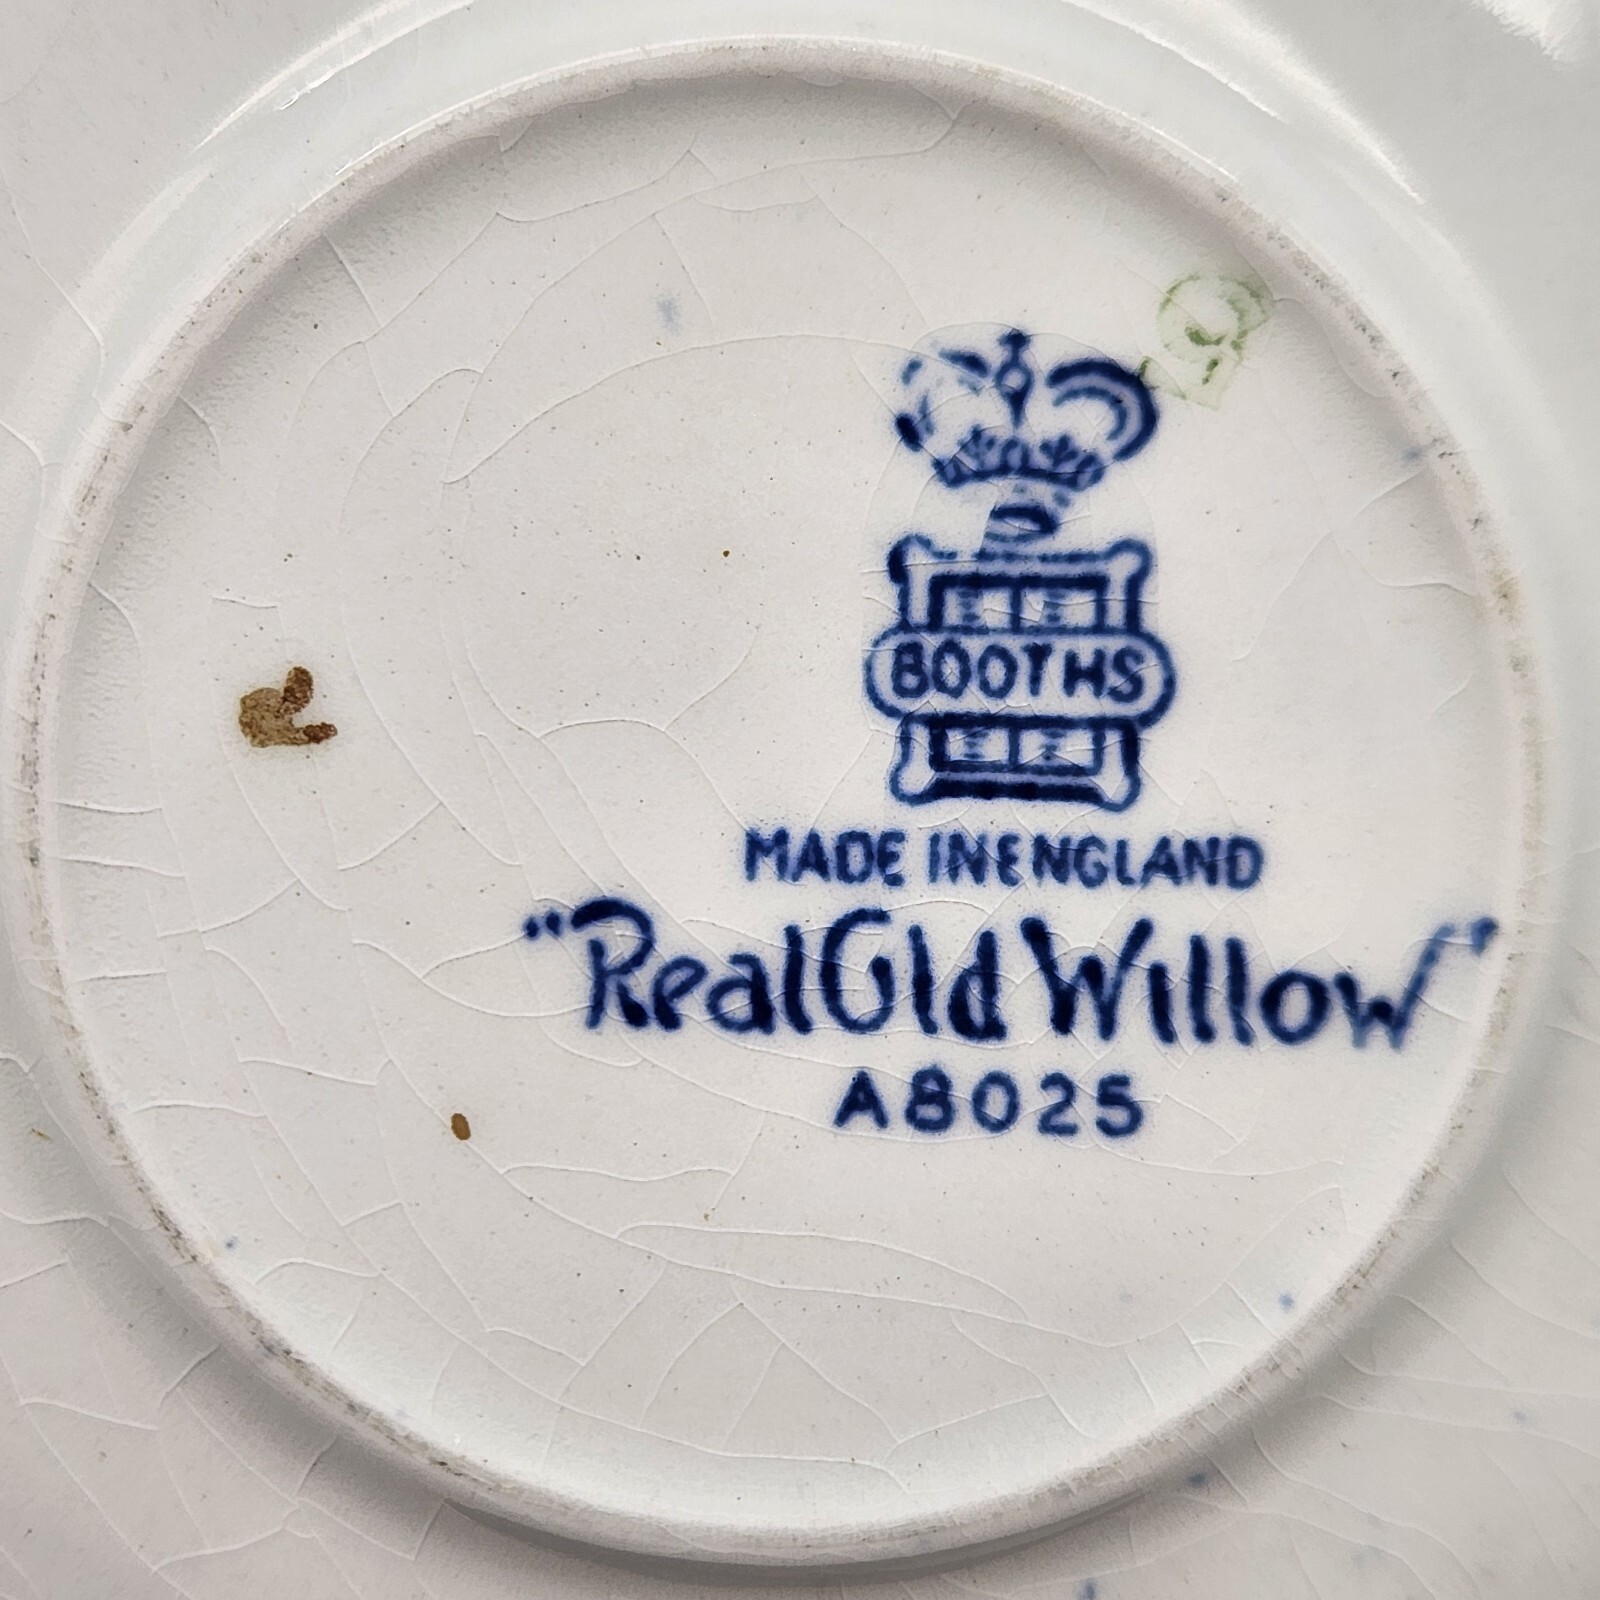 BOOTHS
MADE IN ENGLAND
"Real Old Willow"
A8025